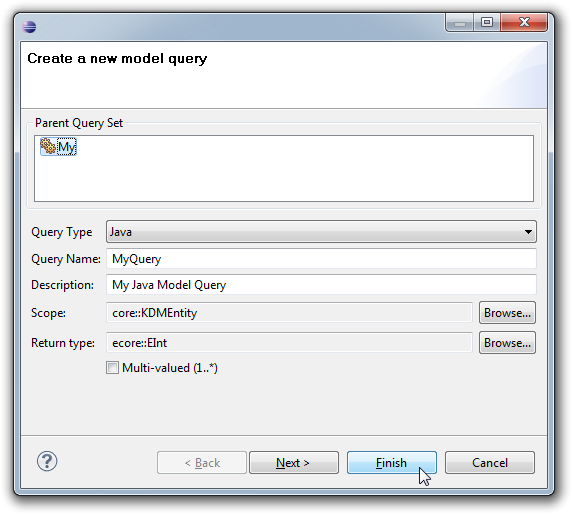 Create a new model query
Parent Query Set
My
Query Type Java
Query Name: MyQuery
Description: My Java Model Query
Scope: core::KDMEntity Browse...
Return type: ecore::EInt Browse...
Multi-valued (1..*)
? < Back Next > Finish Cancel